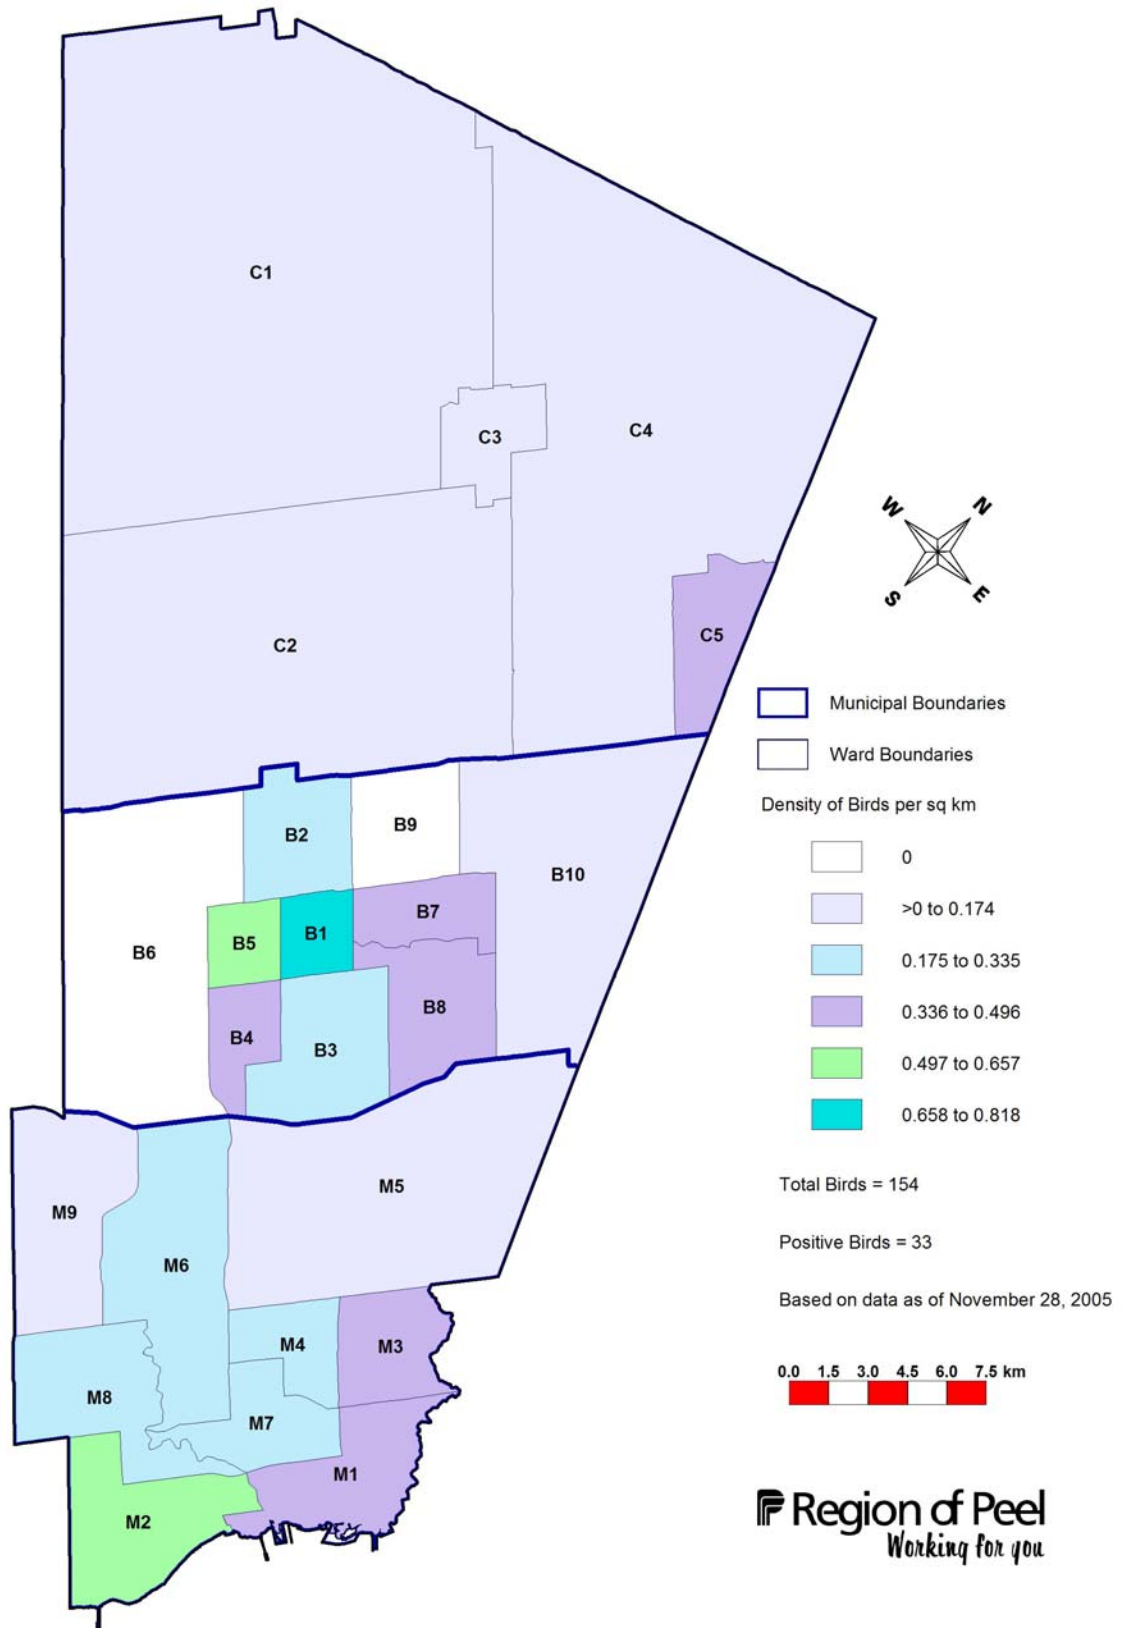 C1
C3
C4
W
N
S
E
C2
C5
Municipal Boundaries
Ward Boundaries
Density of Birds per sq km
0
>0 to 0.174
0.175 to 0.335
0.336 to 0.496
0.497 to 0.657
0.658 to 0.818
B2
B9
B10
B7
B5
B1
B6
B8
B4
B3
M5
M9
M6
M4
M3
M8
M7
M1
M2
Total Birds = 154
Positive Birds = 33
Based on data as of November 28, 2005
0.0 1.5 3.0 4.5 6.0 7.5 km
Region of Peel
Working for you